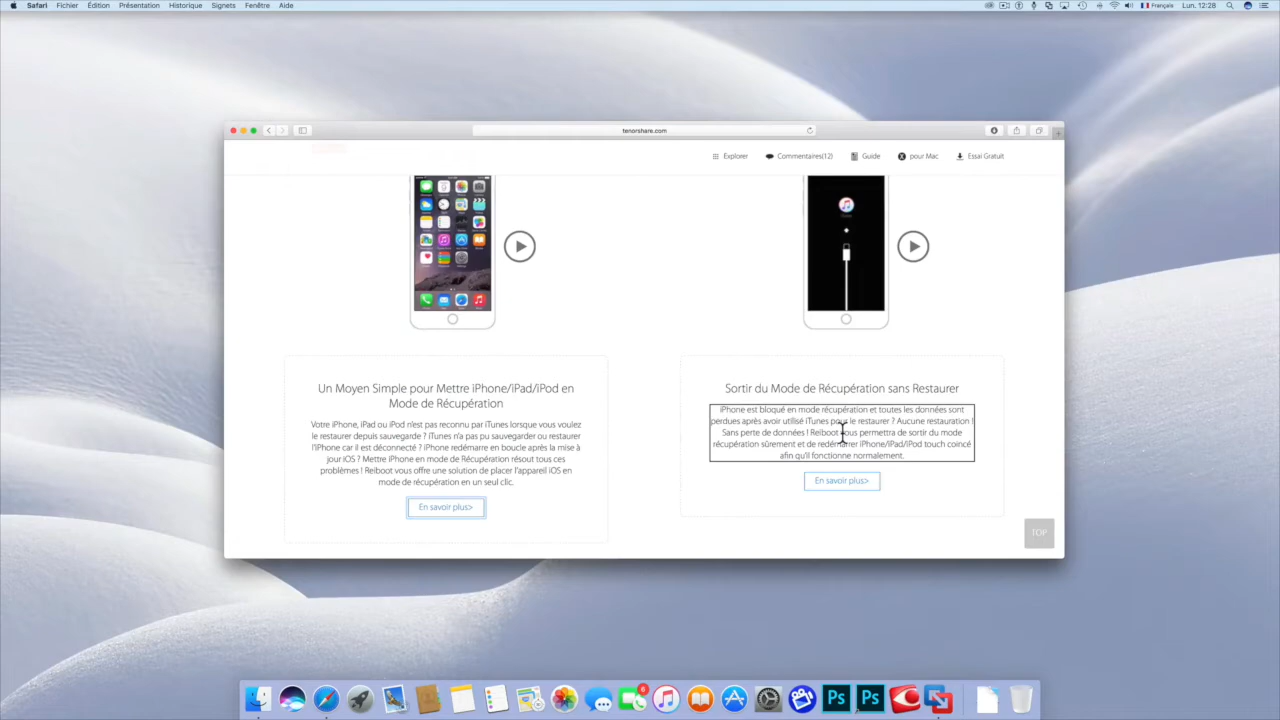 Safari Fichier Édition Présentation Historique Signets Fenêtre Aide
Français Lun. 12:28
tenorshare.com
Explorer Commentaires(12) Guide pour Mac Essai Gratuit
iTunes
Un Moyen Simple pour Mettre iPhone/iPad/iPod en
Mode de Récupération
Votre iPhone, iPad ou iPod n'est pas reconnu par iTunes lorsque vous voulez
le restaurer depuis sauvegarde ? iTunes n'a pas pu sauvegarder ou restaurer
l'iPhone car il est déconnecté ? iPhone redémarre en boucle après la mise à
jour iOS ? Mettre iPhone en mode de Récupération résout tous ces
problèmes ! Reiboot vous offre une solution de placer l'appareil iOS en
mode de récupération en un seul clic.
En savoir plus>
Sortir du Mode de Récupération sans Restaurer
iPhone est bloqué en mode récupération et toutes les données sont
perdues après avoir utilisé iTunes pour le restaurer ? Aucune restauration !
Sans perte de données ! Reiboot vous permettra de sortir du mode
récupération sûrement et de redémarrer iPhone/iPad/iPod touch coincé
afin qu'il fonctionne normalement.
En savoir plus>
TOP
6
Ps Ps